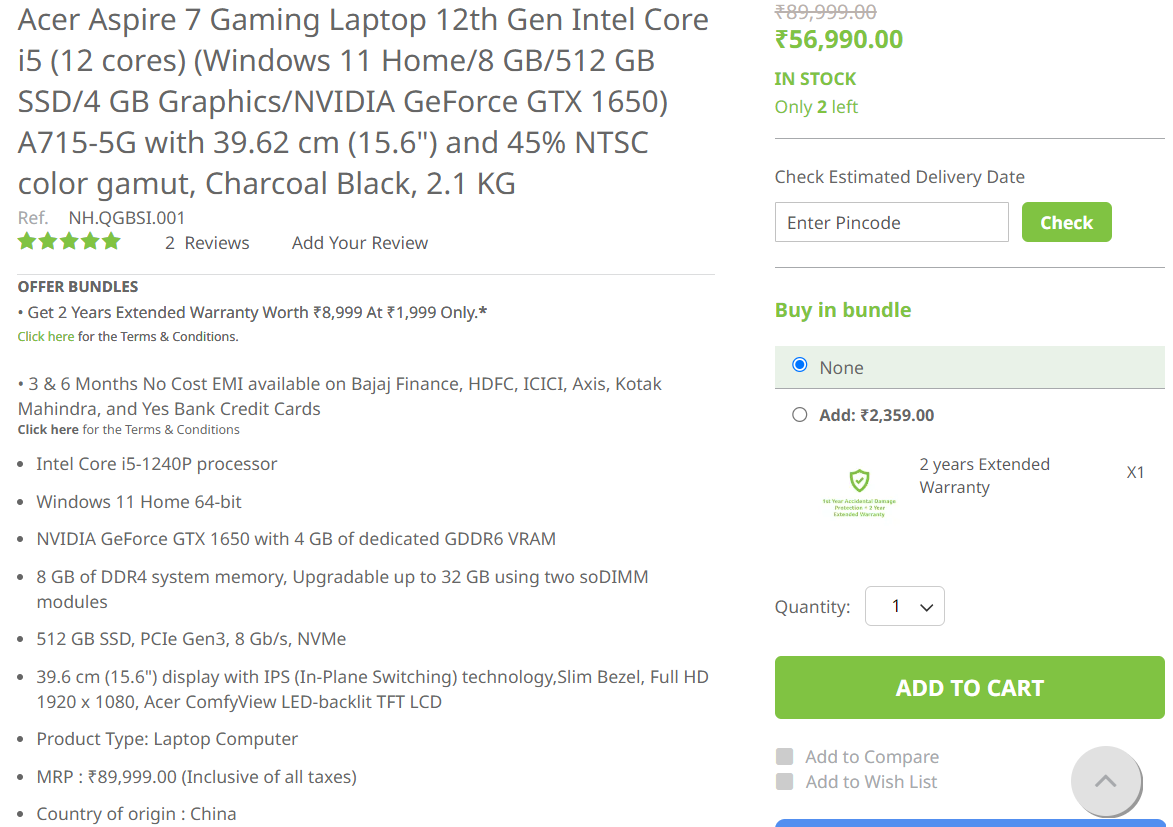 Acer Aspire 7 Gaming Laptop 12th Gen Intel Core
i5 (12 cores) (Windows 11 Home/8 GB/512 GB
SSD/4 GB Graphics/NVIDIA GeForce GTX 1650)
A715-5G with 39.62 cm (15.6") and 45% NTSC
color gamut, Charcoal Black, 2.1 KG
Ref. NH.QGBSI.001
2 Reviews Add Your Review
OFFER BUNDLES
• Get 2 Years Extended Warranty Worth ₹8,999 At ₹1,999 Only.*
Click here for the Terms & Conditions.
• 3 & 6 Months No Cost EMI available on Bajaj Finance, HDFC, ICICI, Axis, Kotak
Mahindra, and Yes Bank Credit Cards
Click here for the Terms & Conditions
• Intel Core i5-1240P processor
• Windows 11 Home 64-bit
• NVIDIA GeForce GTX 1650 with 4 GB of dedicated GDDR6 VRAM
• 8 GB of DDR4 system memory, Upgradable up to 32 GB using two soDIMM
modules
• 512 GB SSD, PCIe Gen3, 8 Gb/s, NVMe
• 39.6 cm (15.6") display with IPS (In-Plane Switching) technology,Slim Bezel, Full HD
1920 x 1080, Acer ComfyView LED-backlit TFT LCD
• Product Type: Laptop Computer
• MRP : ₹89,999.00 (Inclusive of all taxes)
• Country of origin : China
₹89,999.00
₹56,990.00
IN STOCK
Only 2 left
Check Estimated Delivery Date
Enter Pincode
Check
Buy in bundle
None
Add: ₹2,359.00
1st Year Accidental Damage
Protection + 2 Year
Extended Warranty
2 years Extended
Warranty
X1
Quantity: 1
ADD TO CART
Add to Compare
Add to Wish List